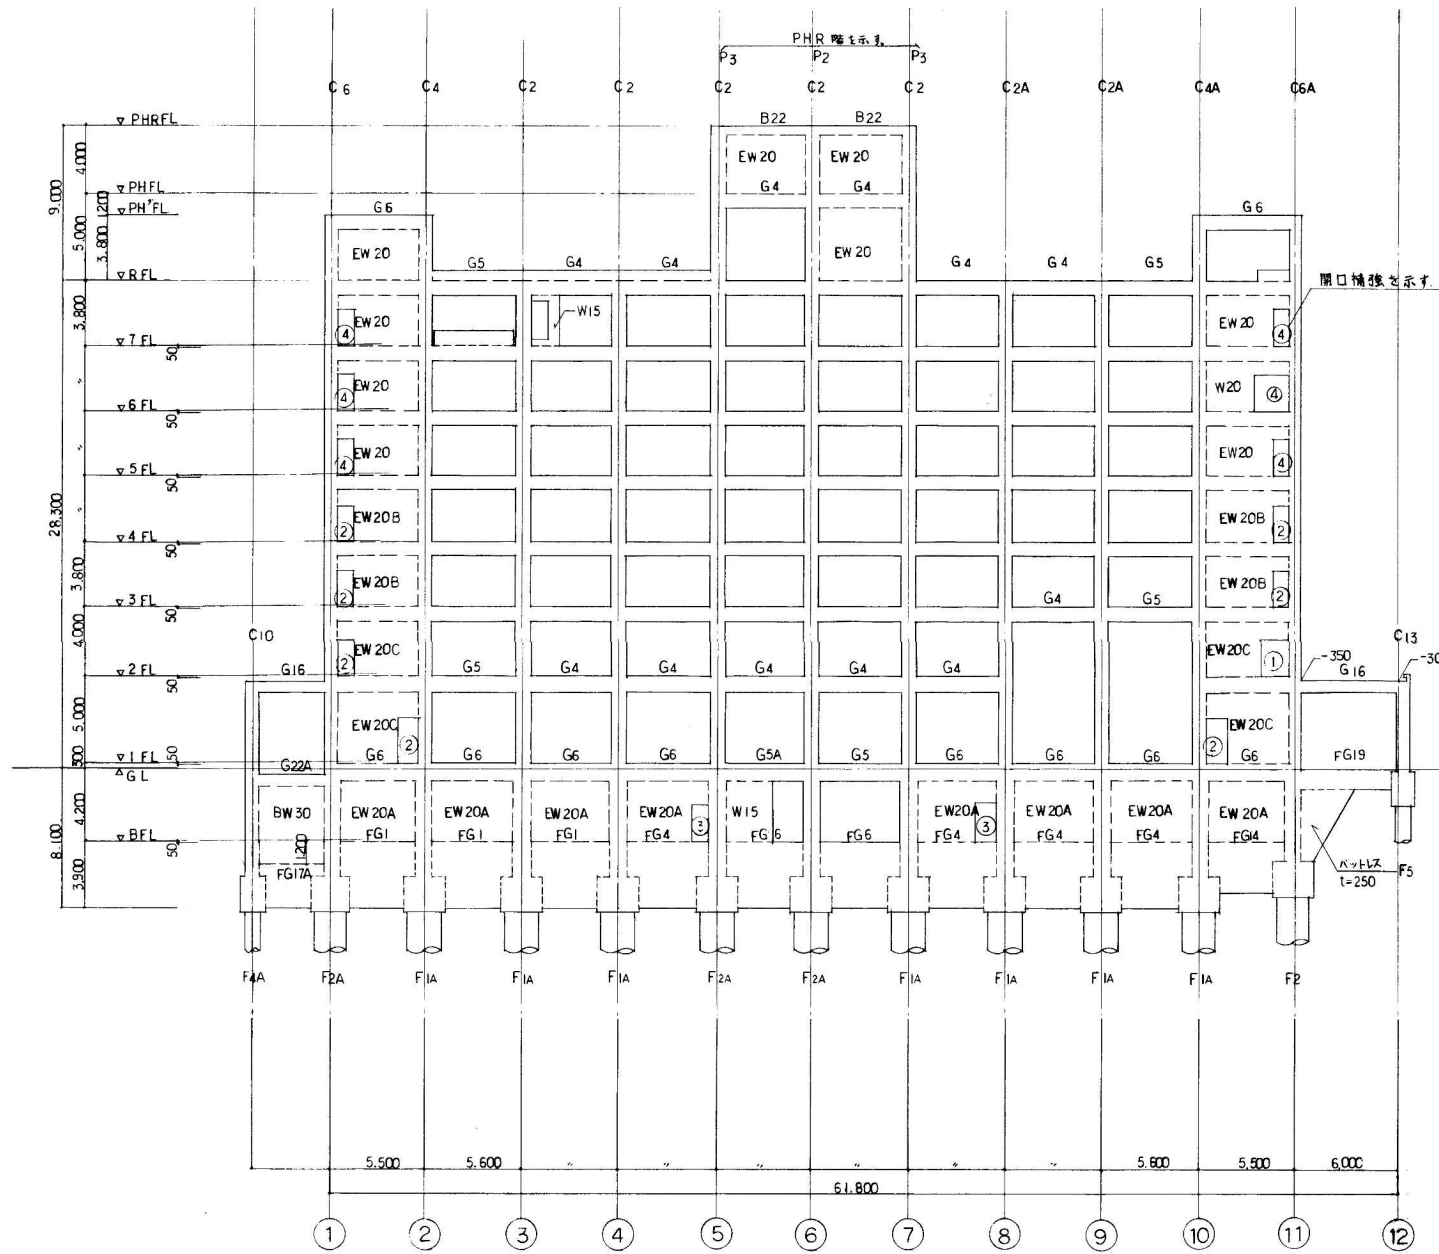 PHR 階を示す.
P3 P2 P3
C6 C4 C2 C2 C2 C2 C2 C2A C2A C4A C6A
▽ PHRFL
B22 B22
4.000
EW20 EW20
9.000
▽ PHFL
G4 G4
1.200
▽ PH'FL
G6 G6
5.000
3.800
EW20 EW20
G5 G4 G4 G4 G4 G5
▽ RFL
開口補強を示す.
3.800
EW20 W15 EW20
④ ④
▽ 7FL
50
〃
EW20 W20
④ ④
▽ 6FL
50
〃
EW20 EW20
④ ④
▽ 5FL
50
28.300
〃
EW20B EW20B
② ②
▽ 4FL
50
3.800
EW20B EW20B
② ②
▽ 3FL
50
G4 G5
4.000
C10 C13
EW20C EW20C
② ①
-350 -30
G16 G5 G4 G4 G4 G4 G4 G16
▽ 2FL
50
5.000
EW20C EW20C
② ②
▽ 1FL
50
300
G22A G6 G6 G6 G6 G5A G5 G6 G6 G6 G6 FG19
△ GL
4.200
BW30 EW20A EW20A EW20A EW20A W15 EW20A EW20A EW20A EW20A
③ ③
8.100
▽ BFL
50
FG1 FG1 FG1 FG4 FG16 FG6 FG4 FG4 FG4 FG14
1.200
FG17A
3.900
バットレス
t=250
F5
F4A F2A F1A F1A F1A F2A F2A F1A F1A F1A F1A F2
5.500 5.600 〃 〃 〃 〃 〃 〃 5.600 5.500 6.000
61.800
① ② ③ ④ ⑤ ⑥ ⑦ ⑧ ⑨ ⑩ ⑪ ⑫